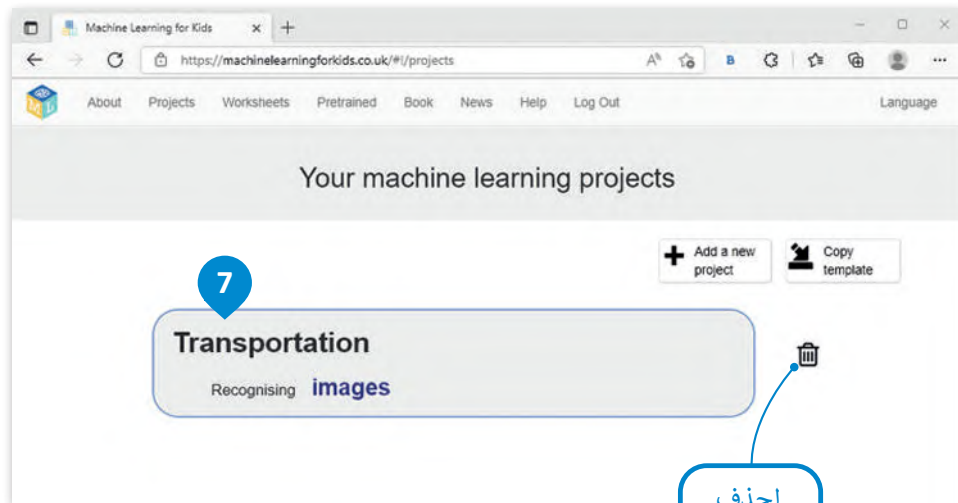 Machine Learning for Kids
https://machinelearningforkids.co.uk/#!/projects
About Projects Worksheets Pretrained Book News Help Log Out Language
Your machine learning projects
Add a new project
Copy template
7
Transportation
Recognising images
احذف